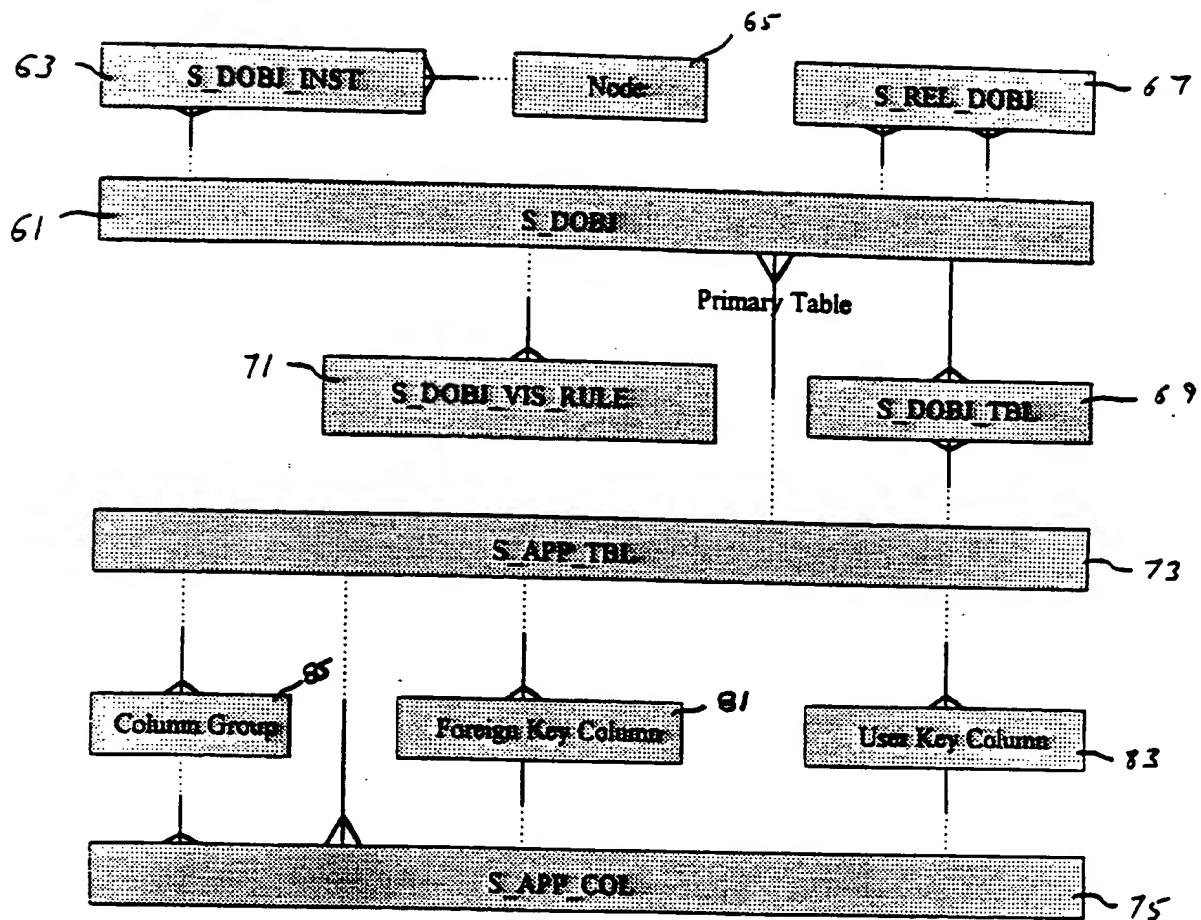 65
63
S_DOBJ_INST
Node
S_REL_DOBJ
67
61
S_DOBJ
Primary Table
71
S_DOBJ_VIS_RULE
S_DOBJ_TBL
69
S_APP_TBL
73
85
81
Column Group
Foreign Key Column
User Key Column
83
S_APP_COL
75